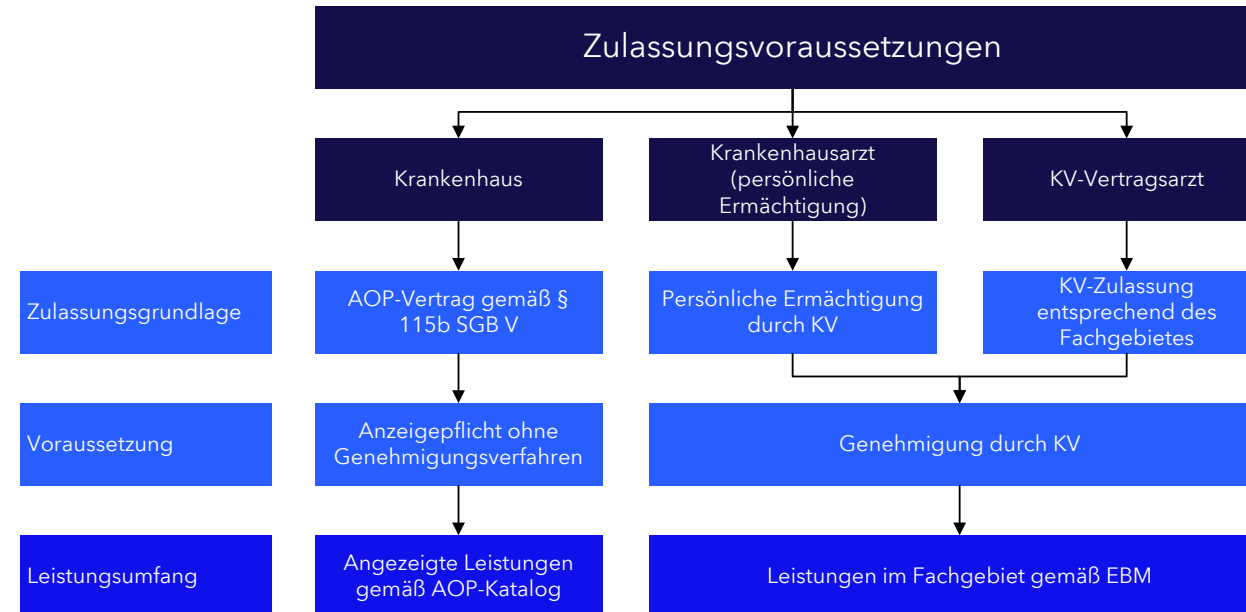 Zulassungsvoraussetzungen
Krankenhaus
Krankenhausarzt
(persönliche
Ermächtigung)
KV-Vertragsarzt
Zulassungsgrundlage
AOP-Vertrag gemäß §
115b SGB V
Persönliche Ermächtigung
durch KV
KV-Zulassung
entsprechend des
Fachgebietes
Voraussetzung
Anzeigepflicht ohne
Genehmigungsverfahren
Genehmigung durch KV
Leistungsumfang
Angezeigte Leistungen
gemäß AOP-Katalog
Leistungen im Fachgebiet gemäß EBM